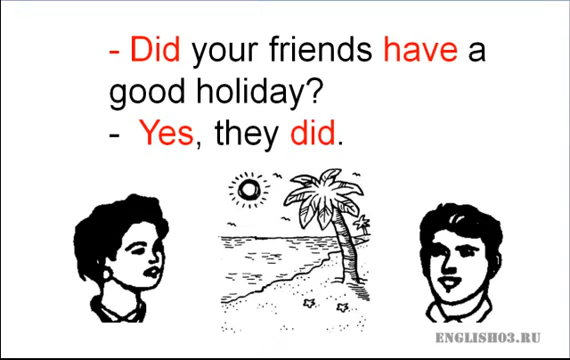 - Did your friends have a
good holiday?
- Yes, they did.
ENGLISH03.RU